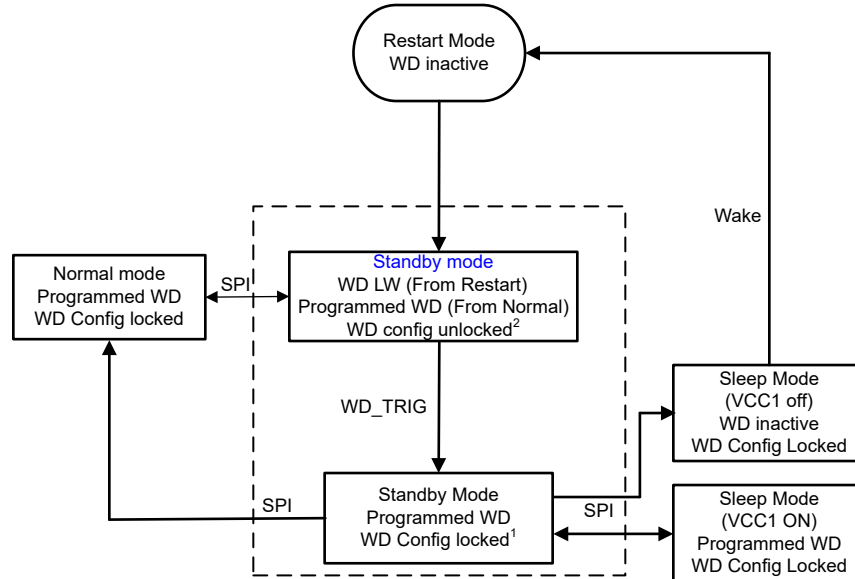 Restart Mode
WD inactive
Wake
Standby mode
WD LW (From Restart)
Programmed WD (From Normal)
WD config unlocked²
Normal mode
Programmed WD
WD Config locked
SPI
WD_TRIG
Sleep Mode
(VCC1 off)
WD inactive
WD Config Locked
Standby Mode
Programmed WD
WD Config locked¹
SPI
SPI
Sleep Mode
(VCC1 ON)
Programmed WD
WD Config Locked